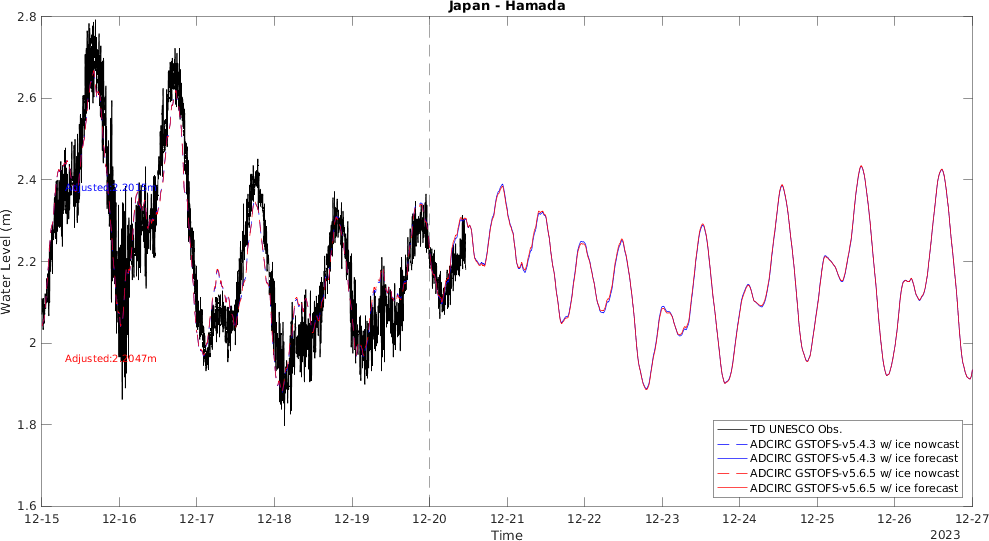 Japan - Hamada
Water Level (m)
2.8
2.6
2.4
2.2
2
1.8
1.6
Adjusted:2.2015m
TD UNESCO Obs.
ADCIRC GSTOFS-v5.4.3 w/ ice nowcast
ADCIRC GSTOFS-v5.4.3 w/ ice forecast
ADCIRC GSTOFS-v5.6.5 w/ ice nowcast
ADCIRC GSTOFS-v5.6.5 w/ ice forecast
12-15 12-16 12-17 12-18 12-19 12-20 12-21 12-22 12-23 12-24 12-25 12-26 12-27
Time
2023